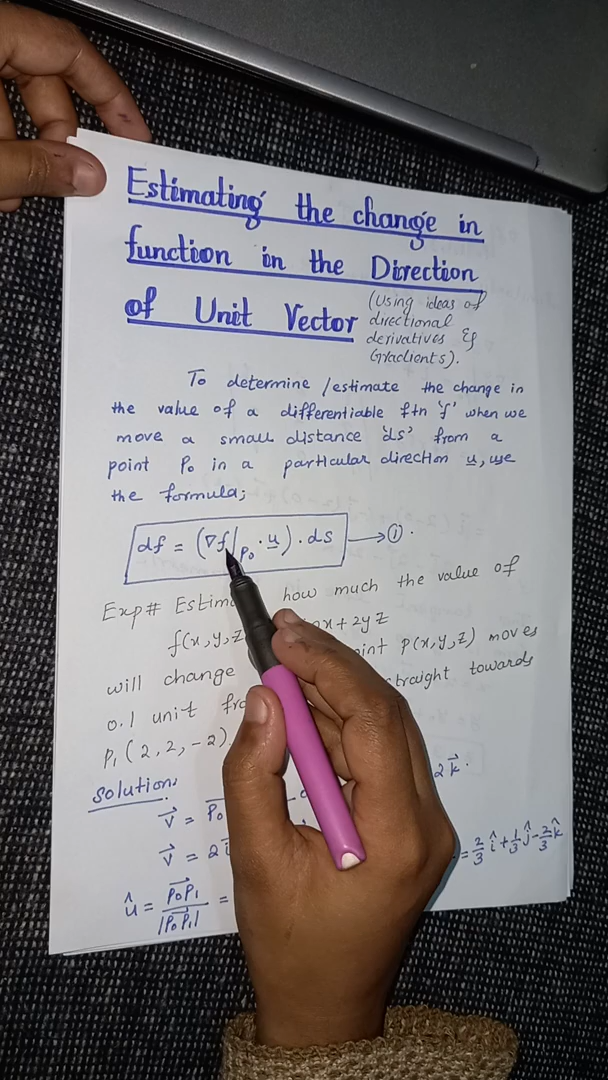 Estimating the change in
function in the Direction
of Unit Vector
(Using ideas of
directional
derivatives &
Gradients).
To determine /estimate the change in
the value of a differentiable ftn 'f' when we
move a small distance 'ds' from a
point P₀ in a particular direction u, use
the formula;
df = (∇f|P₀ · u) · ds → ①.
Exp# Estim how much the value of
f(x,y,z x + 2yz
will change int P(x,y,z) moves
0.1 unit fr straight towards
P₁(2,2,-2).
Solution:
v⃗ = P₀ 2k⃗.
v⃗ = 2i⃗
û = P₀P₁⃗ / |P₀P₁⃗| = = 2/3 î + 1/3 ĵ - 2/3 k̂